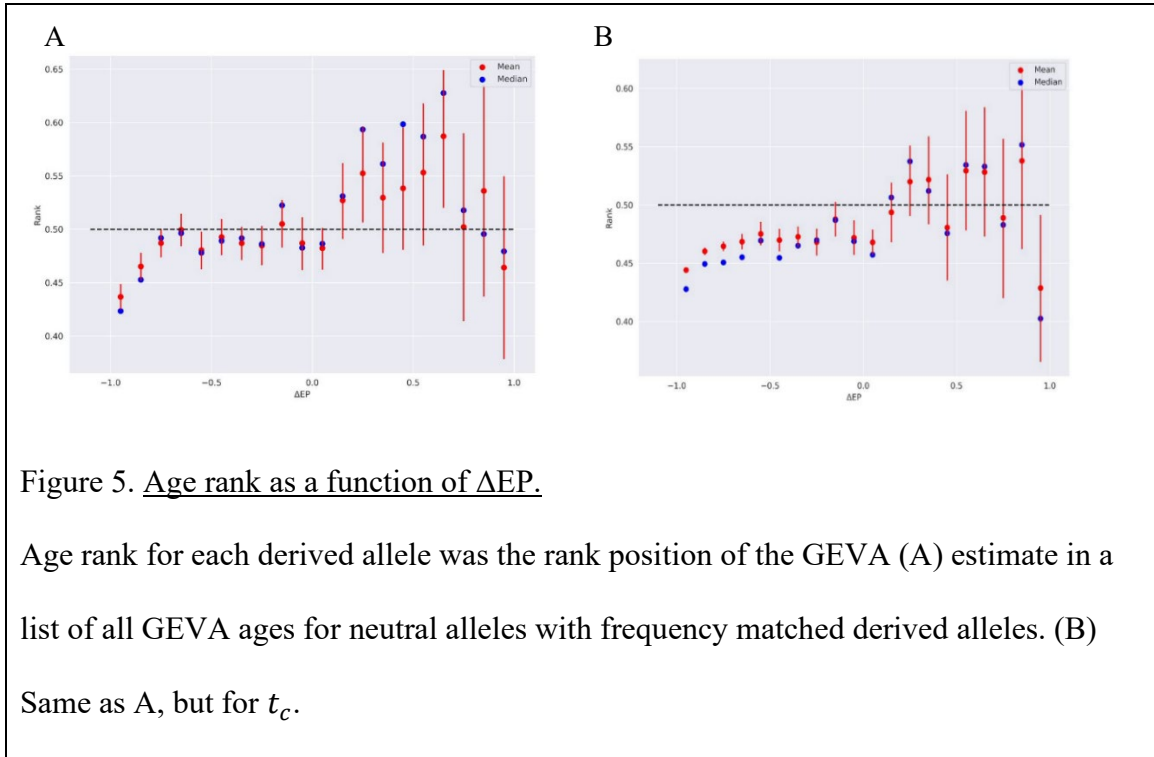 A
B
Mean
Median
0.65
0.60
0.55
0.50
0.45
0.40
Rank
−1.0
−0.5
0.0
0.5
1.0
ΔEP
Mean
Median
0.60
0.55
0.50
0.45
0.40
Rank
−1.0
−0.5
0.0
0.5
1.0
ΔEP
Figure 5. Age rank as a function of ΔEP.
Age rank for each derived allele was the rank position of the GEVA (A) estimate in a
list of all GEVA ages for neutral alleles with frequency matched derived alleles. (B)
Same as A, but for t_c.